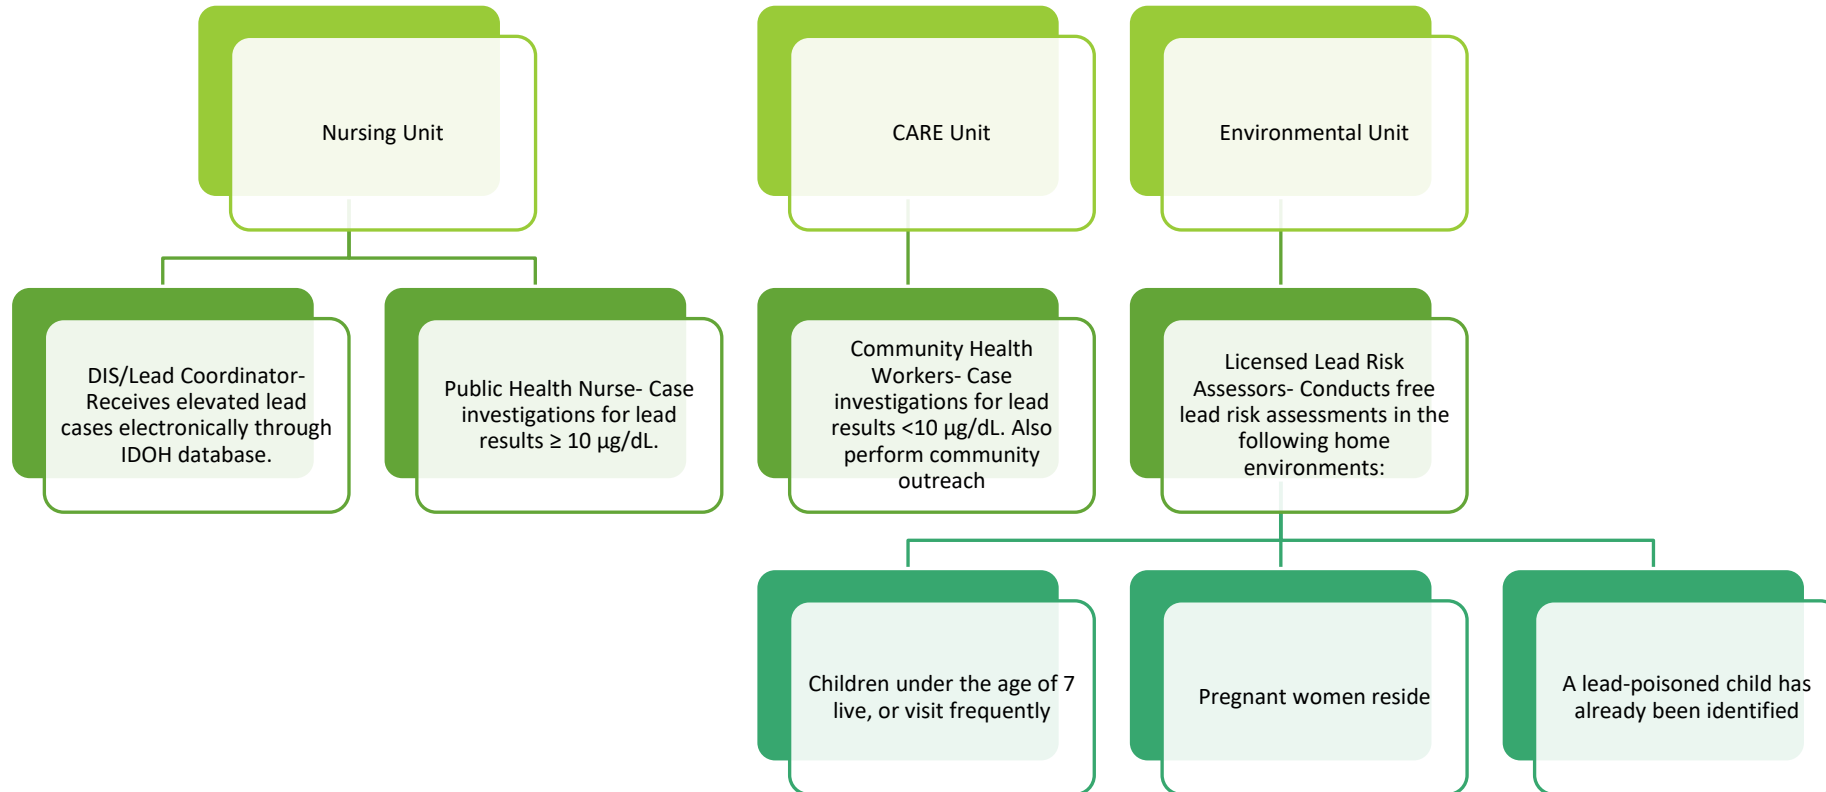 Nursing Unit
CARE Unit
Environmental Unit
DIS/Lead Coordinator-
Receives elevated lead
cases electronically through
IDOH database.
Public Health Nurse- Case
investigations for lead
results ≥ 10 µg/dL.
Community Health
Workers- Case
investigations for lead
results <10 µg/dL. Also
perform community
outreach
Licensed Lead Risk
Assessors- Conducts free
lead risk assessments in the
following home
environments:
Children under the age of 7
live, or visit frequently
Pregnant women reside
A lead-poisoned child has
already been identified